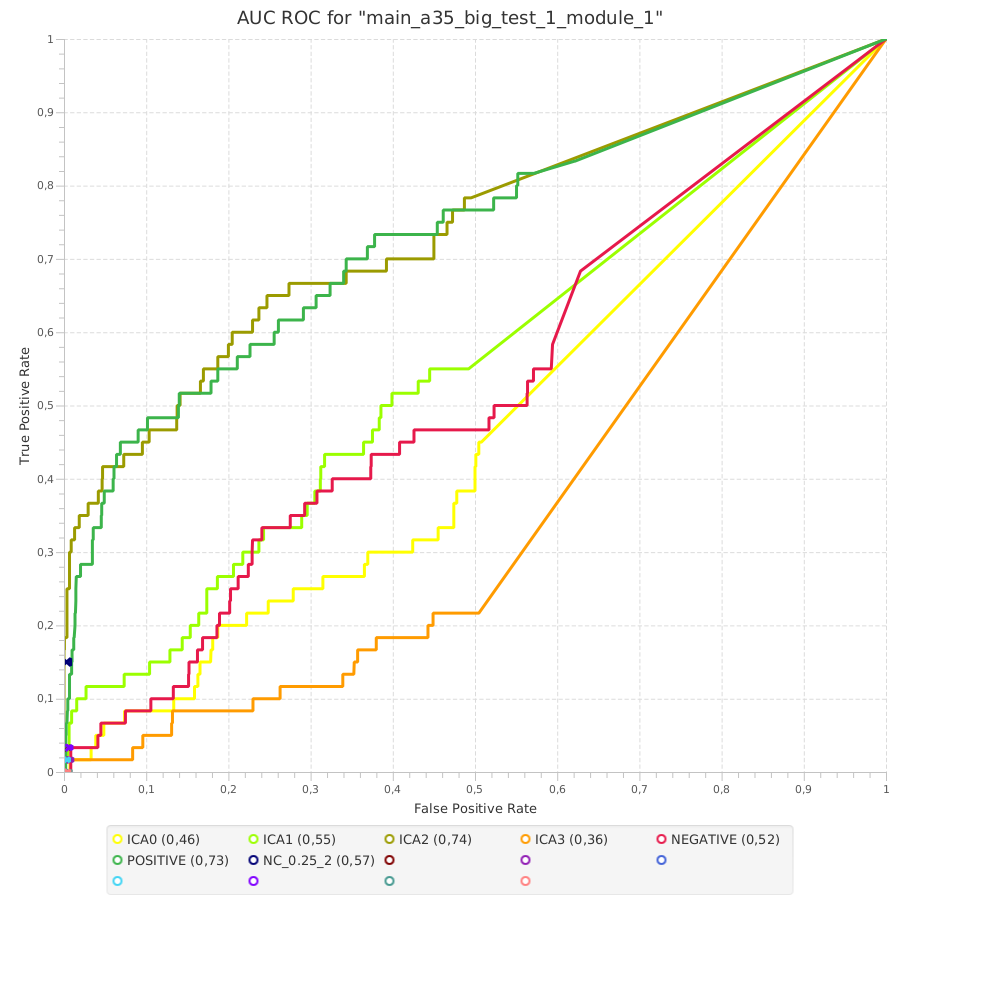 AUC ROC for "main_a35_big_test_1_module_1"
1
0,9
0,8
0,7
0,6
0,5
0,4
0,3
0,2
0,1
0
True Positive Rate
0 0,1 0,2 0,3 0,4 0,5 0,6 0,7 0,8 0,9 1
False Positive Rate
ICA0 (0,46) ICA1 (0,55) ICA2 (0,74) ICA3 (0,36) NEGATIVE (0,52)
POSITIVE (0,73) NC_0.25_2 (0,57)